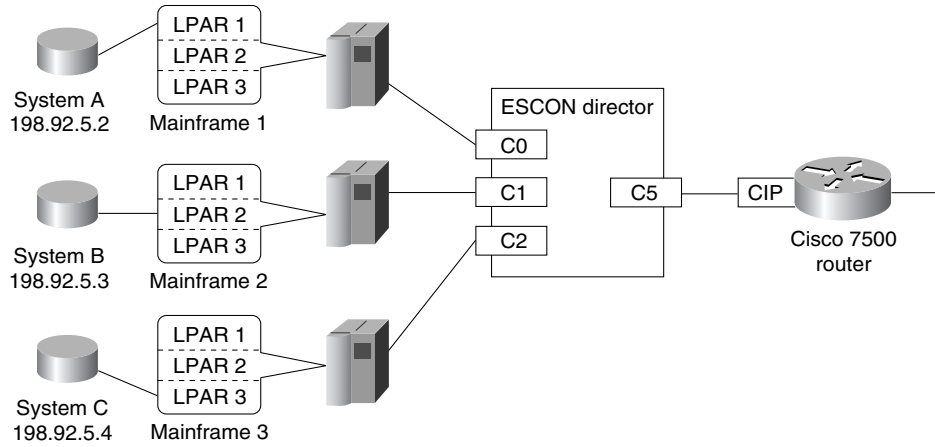 LPAR 1
LPAR 2
LPAR 3
System A
198.92.5.2
Mainframe 1
ESCON director
C0
LPAR 1
LPAR 2
LPAR 3
C1
C5
CIP
System B
198.92.5.3
Mainframe 2
C2
Cisco 7500
router
LPAR 1
LPAR 2
LPAR 3
System C
198.92.5.4
Mainframe 3